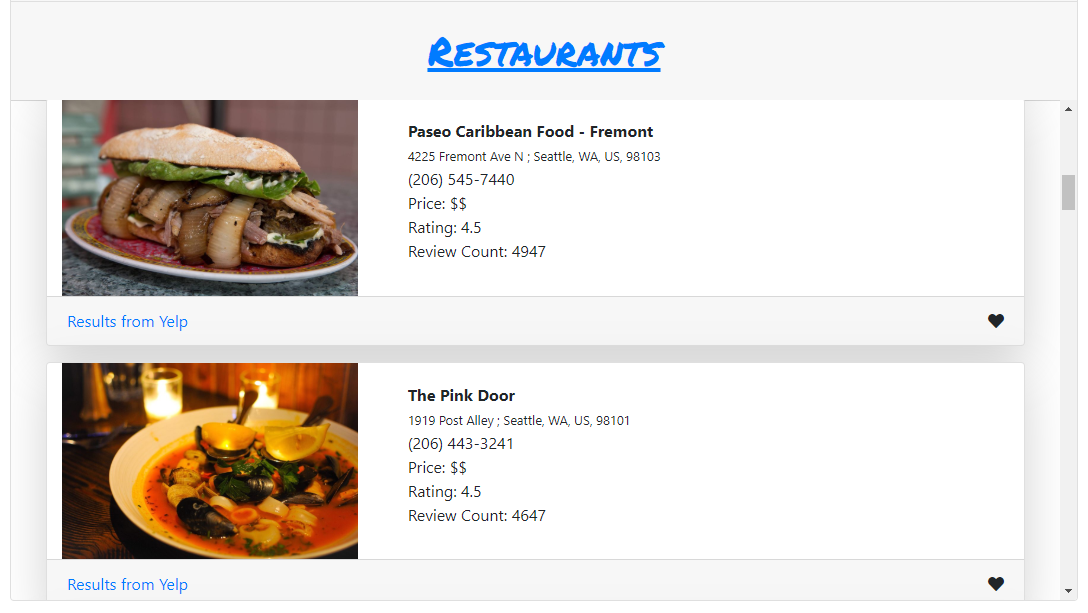 Restaurants
Paseo Caribbean Food - Fremont
4225 Fremont Ave N ; Seattle, WA, US, 98103
(206) 545-7440
Price: $$
Rating: 4.5
Review Count: 4947
Results from Yelp
The Pink Door
1919 Post Alley ; Seattle, WA, US, 98101
(206) 443-3241
Price: $$
Rating: 4.5
Review Count: 4647
Results from Yelp